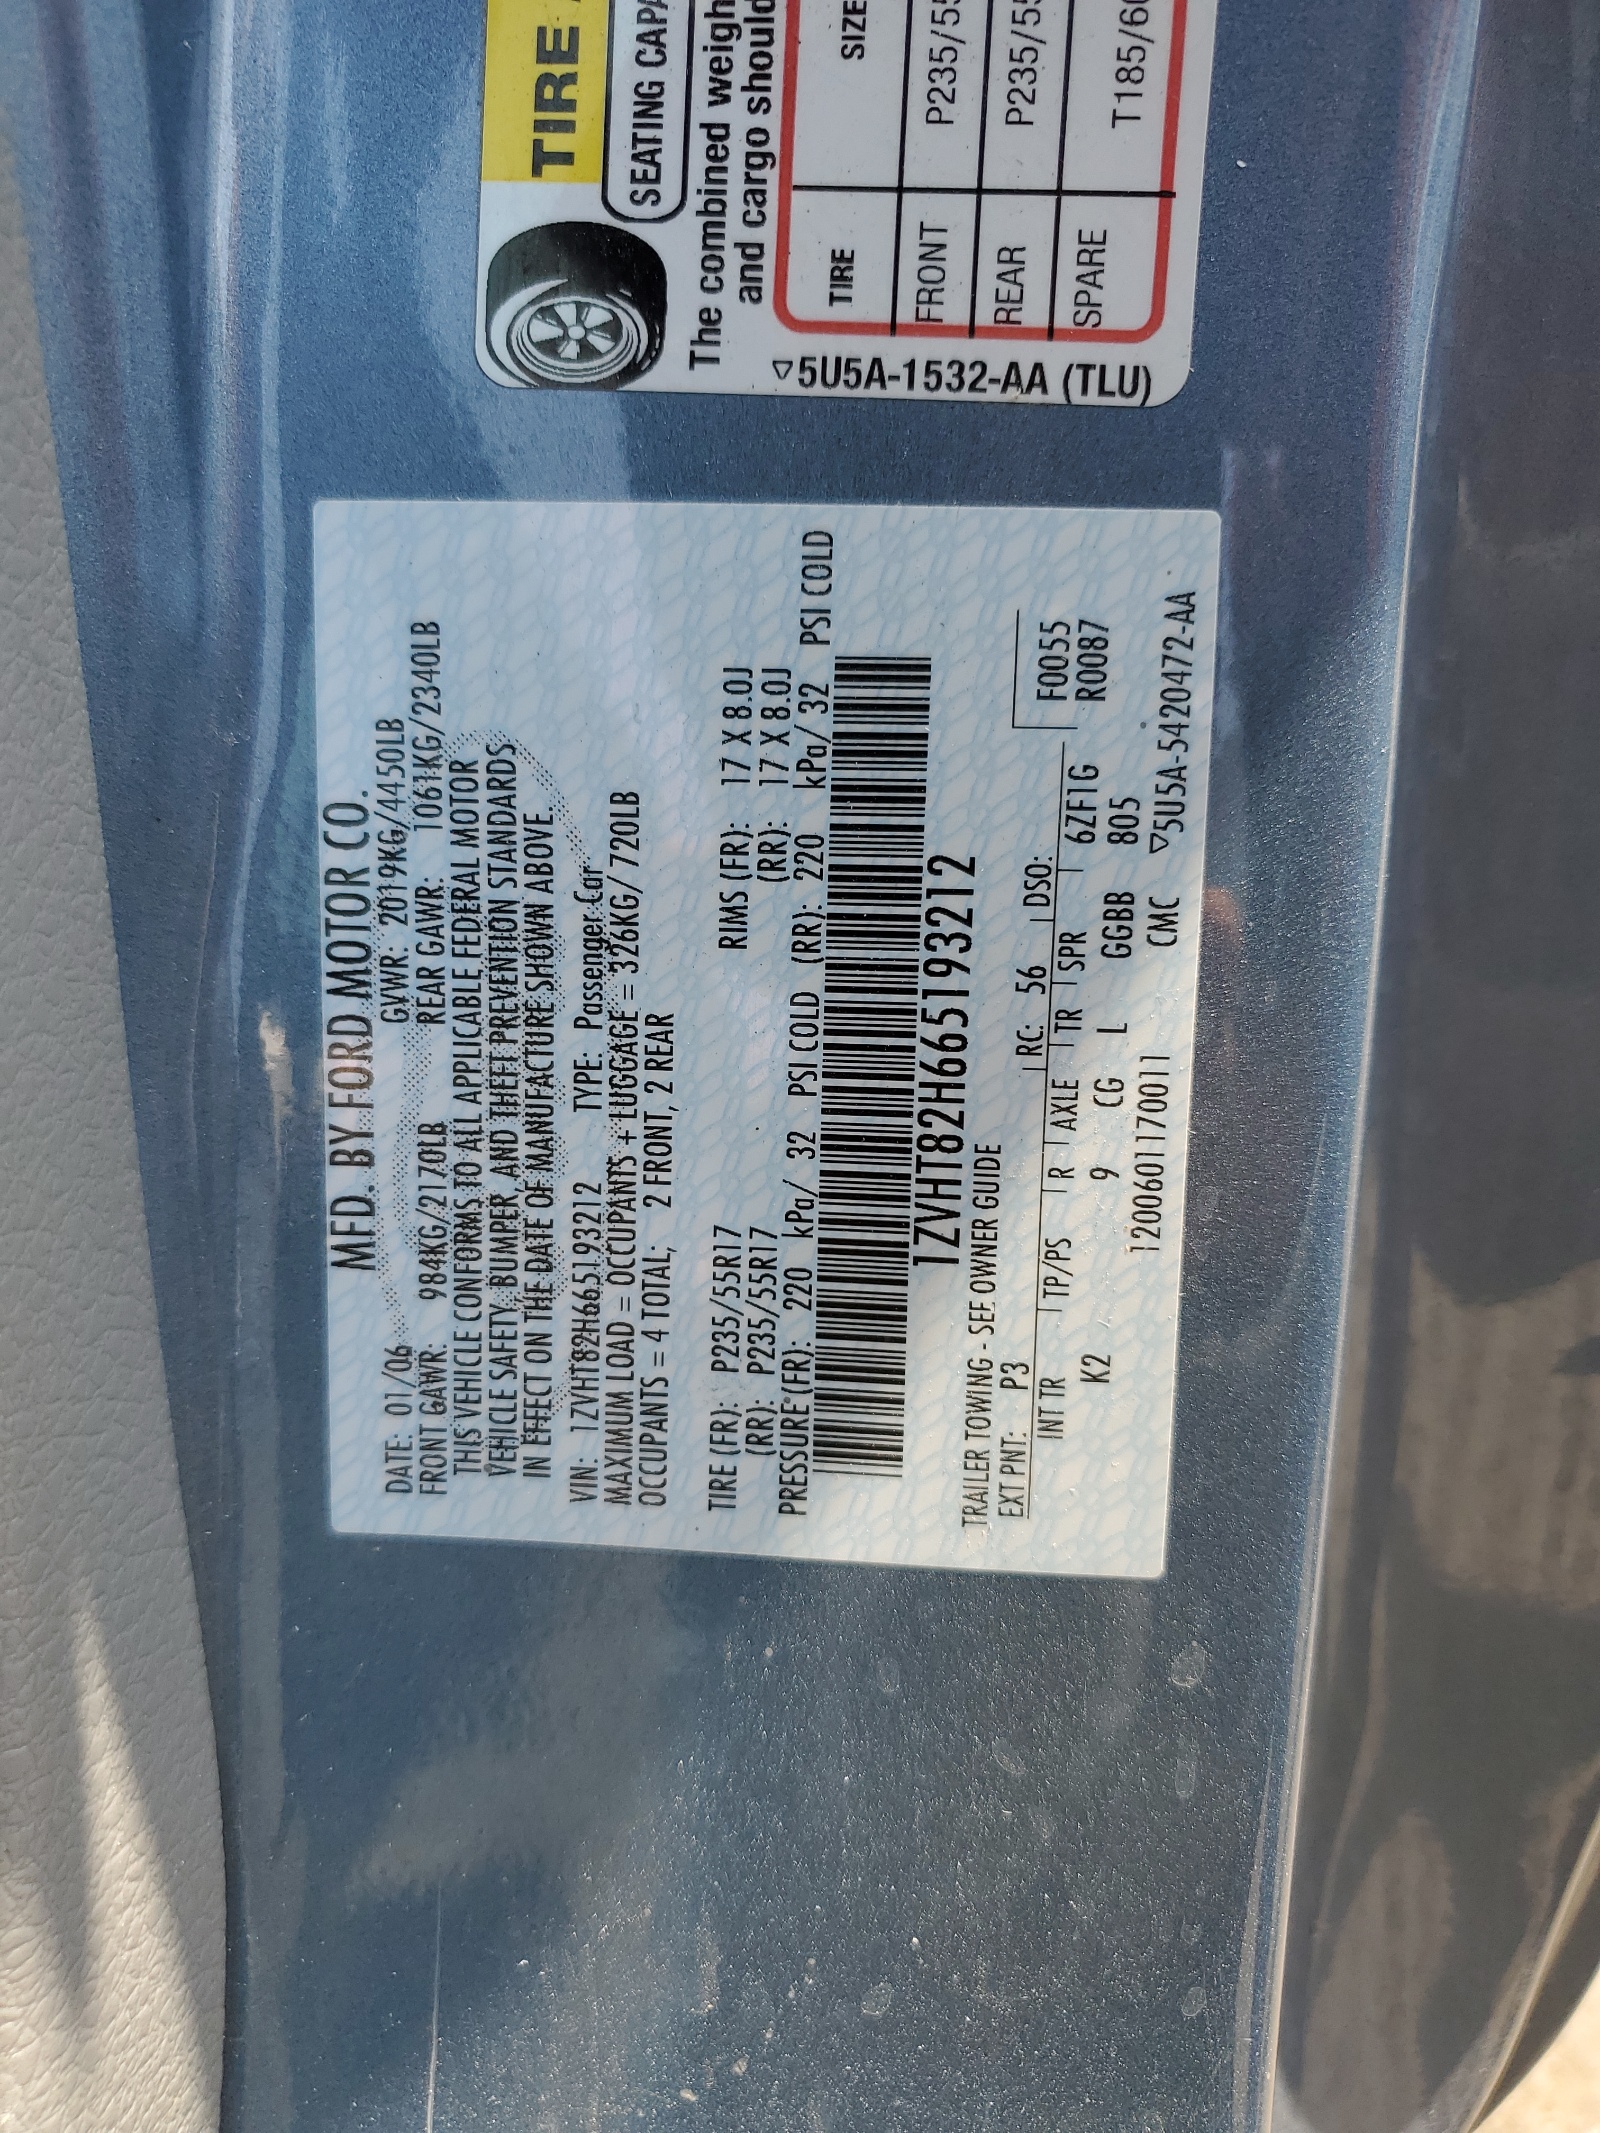 MFD. BY FORD MOTOR CO.
DATE: 01/06 GVWR: 2019KG/4450LB
FRONT GAWR: 984KG/2170LB REAR GAWR: 1061KG/2340LB
THIS VEHICLE CONFORMS TO ALL APPLICABLE FEDERAL MOTOR
VEHICLE SAFETY, BUMPER, AND THEFT PREVENTION STANDARDS
IN EFFECT ON THE DATE OF MANUFACTURE SHOWN ABOVE.
VIN: 1ZVHT82H665193212 TYPE: Passenger Car
MAXIMUM LOAD = OCCUPANTS + LUGGAGE = 326KG/ 720LB
OCCUPANTS = 4 TOTAL; 2 FRONT, 2 REAR
TIRE (FR): P235/55R17 RIMS (FR): 17 X 8.0J
(RR): P235/55R17 (RR): 17 X 8.0J
PRESSURE (FR): 220 kPa/ 32 PSI COLD (RR): 220 kPa/ 32 PSI COLD
1ZVHT82H665193212
TRAILER TOWING - SEE OWNER GUIDE
EXT PNT: P3 RC: 56 DSO: F0055
INT TR TP/PS R AXLE TR SPR 6ZF1G R0087
K2 9 CG L GGBB 805
1200601170011 CMC ▽5U5A-5420472-AA
TIRE
SEATING CAPA
The combined weigh
and cargo should
TIRE SIZE
FRONT P235/55
REAR P235/55
SPARE T185/60
▽5U5A-1532-AA (TLU)